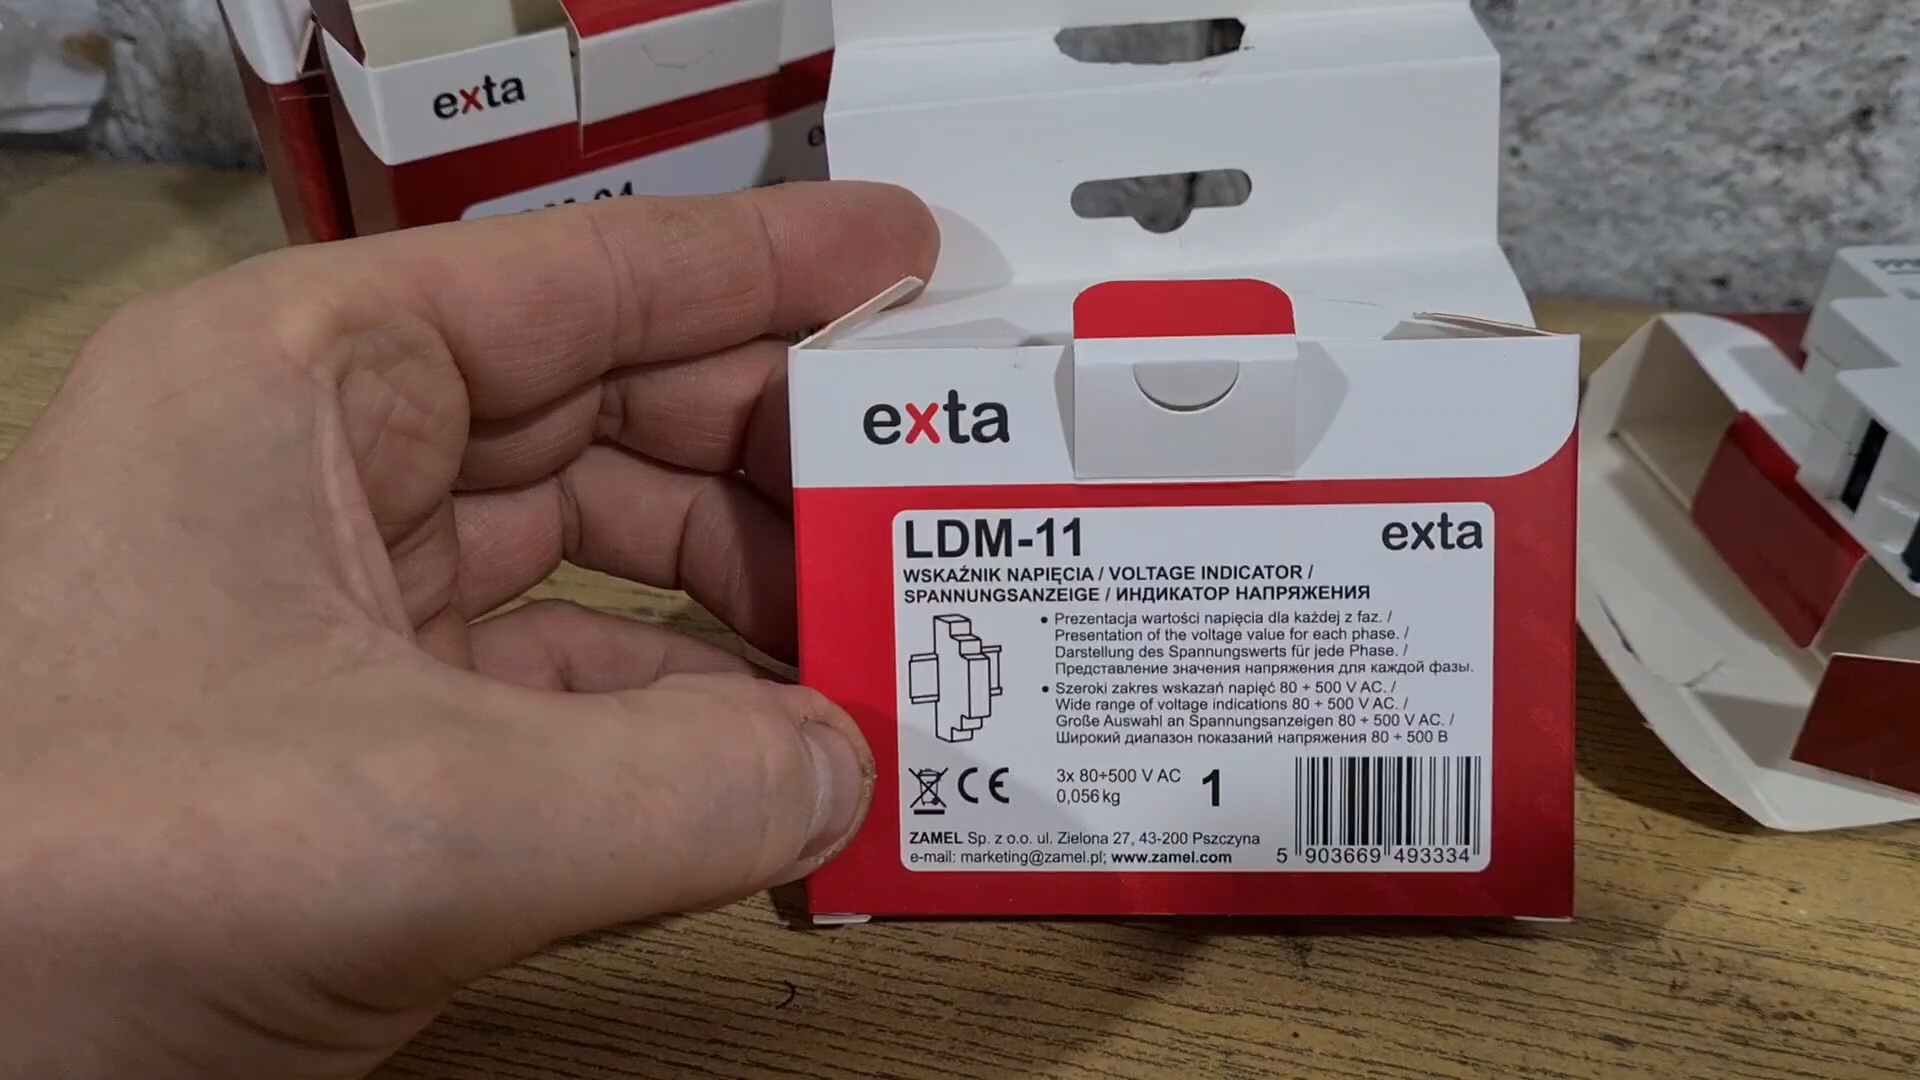 exta
exta
LDM-11
exta
WSKAŹNIK NAPIĘCIA / VOLTAGE INDICATOR /
SPANNUNGSANZEIGE / ИНДИКАТОР НАПРЯЖЕНИЯ
• Prezentacja wartości napięcia dla każdej z faz. /
Presentation of the voltage value for each phase. /
Darstellung des Spannungswerts für jede Phase. /
Представление значения напряжения для каждой фазы.
• Szeroki zakres wskazań napięć 80 ÷ 500 V AC. /
Wide range of voltage indications 80 ÷ 500 V AC. /
Große Auswahl an Spannungsanzeigen 80 ÷ 500 V AC. /
Широкий диапазон показаний напряжения 80 ÷ 500 В
CE
3x 80÷500 V AC
0,056 kg
1
ZAMEL Sp. z o.o. ul. Zielona 27, 43-200 Pszczyna
e-mail: marketing@zamel.pl; www.zamel.com
5 903669 493334